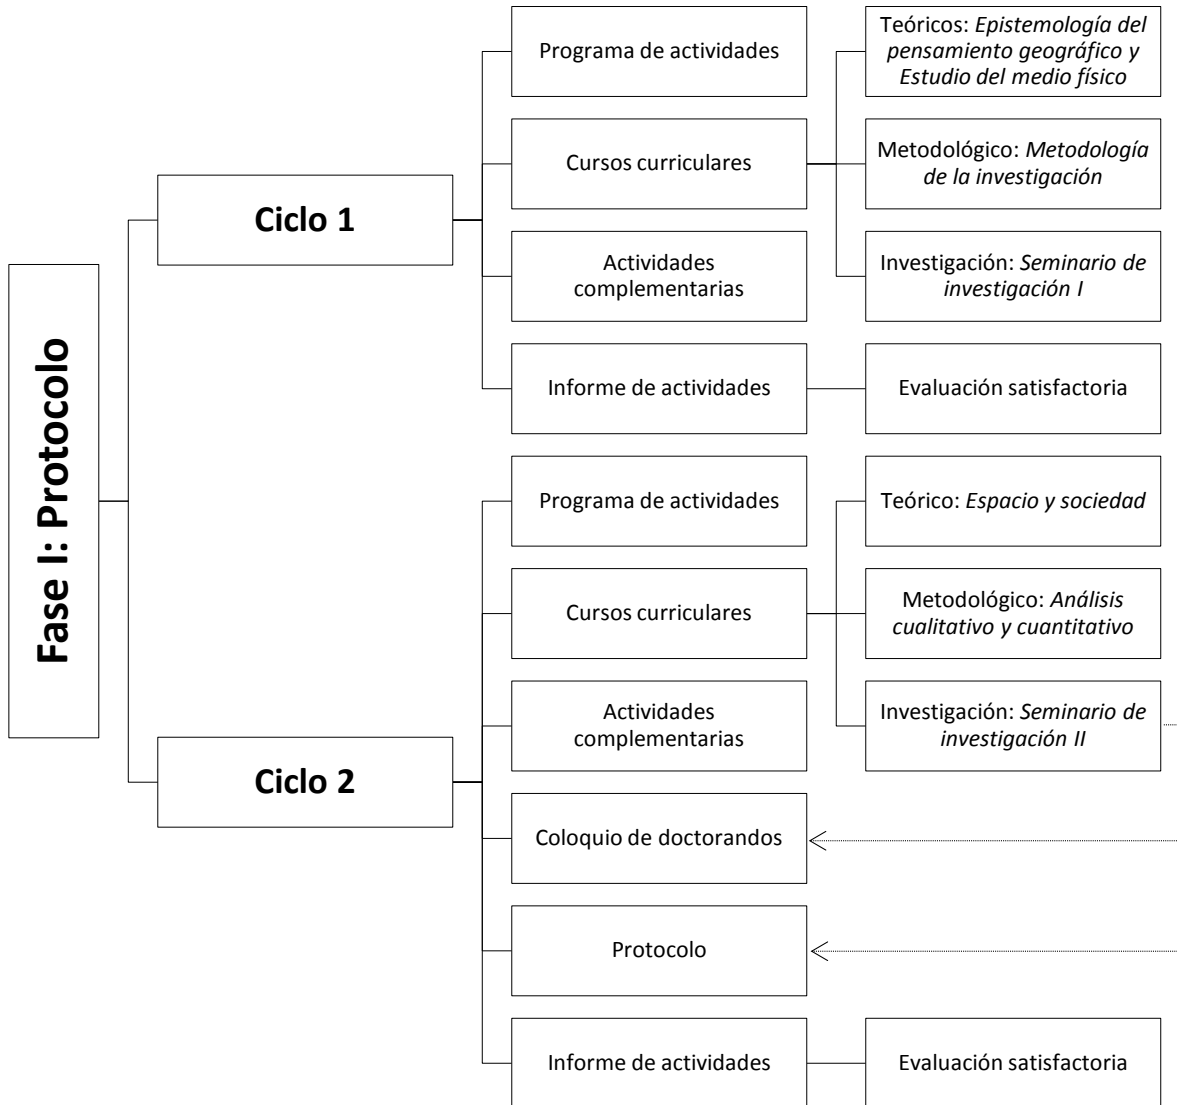 Fase I: Protocolo
Ciclo 1
Programa de actividades
Cursos curriculares
Teóricos: Epistemología del
pensamiento geográfico y
Estudio del medio físico
Metodológico: Metodología
de la investigación
Investigación: Seminario de
investigación I
Actividades
complementarias
Informe de actividades
Evaluación satisfactoria
Ciclo 2
Programa de actividades
Cursos curriculares
Teórico: Espacio y sociedad
Metodológico: Análisis
cualitativo y cuantitativo
Investigación: Seminario de
investigación II
Actividades
complementarias
Coloquio de doctorandos
Protocolo
Informe de actividades
Evaluación satisfactoria